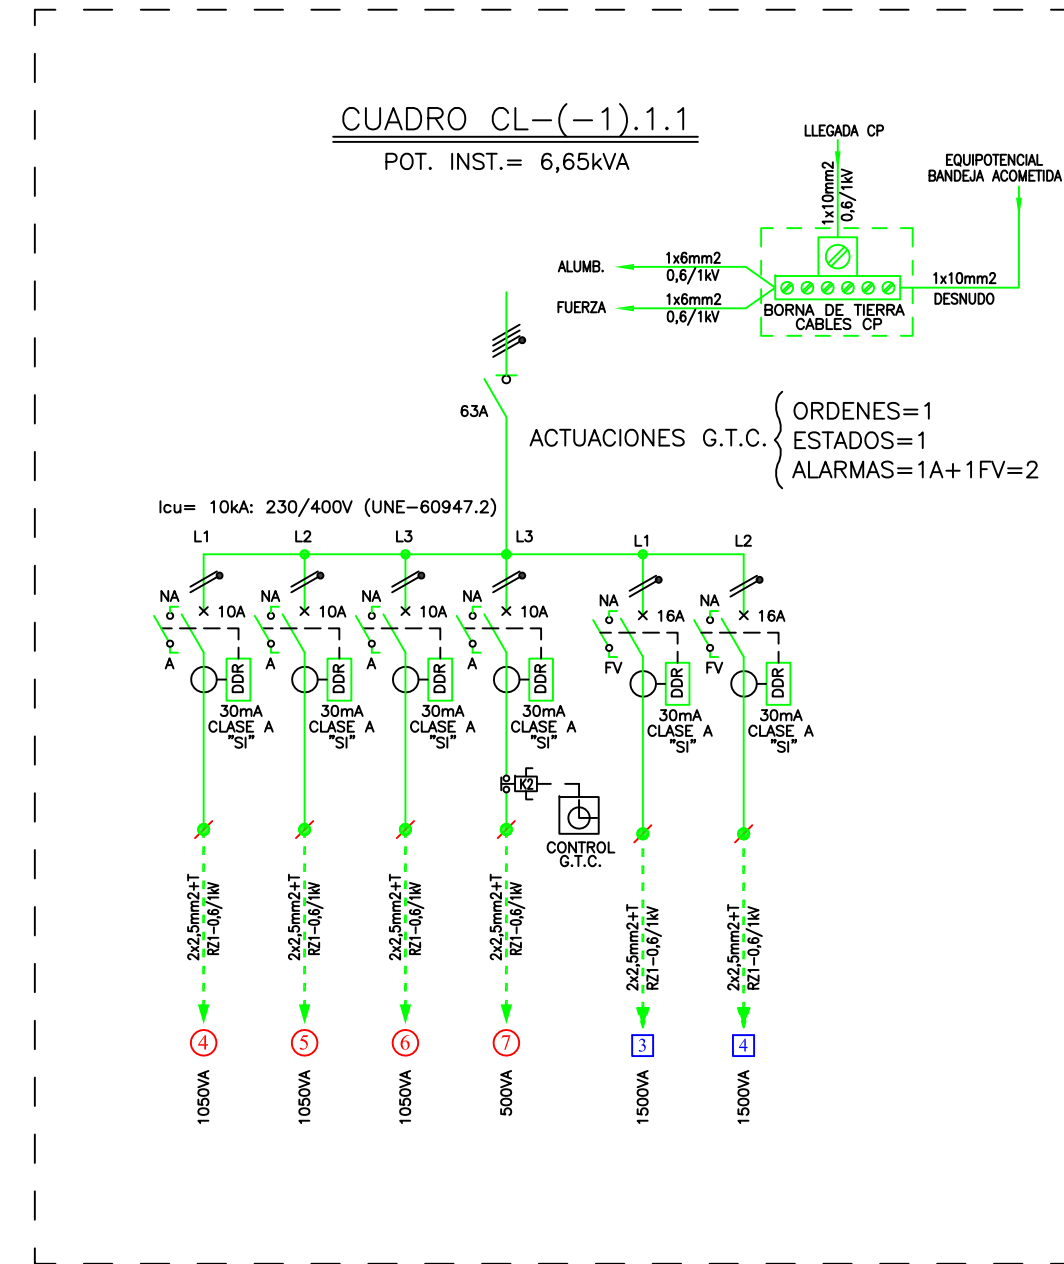 CUADRO CL-(-1).1.1
POT. INST.= 6,65kVA
LLEGADA CP
EQUIPOTENCIAL
BANDEJA ACOMETIDA
1x10mm2
0,6/1kV
ALUMB.
1x6mm2
0,6/1kV
FUERZA
1x6mm2
0,6/1kV
1x10mm2
DESNUDO
BORNA DE TIERRA
CABLES CP
63A
ACTUACIONES G.T.C.
ORDENES=1
ESTADOS=1
ALARMAS=1A+1FV=2
Icu= 10kA: 230/400V (UNE-60947.2)
L1 L2 L3 L3 L1 L2
NA 10A NA 10A NA 10A NA 10A NA 16A NA 16A
A A A A FV FV
DDR DDR DDR DDR DDR DDR
30mA 30mA 30mA 30mA 30mA 30mA
CLASE A CLASE A CLASE A CLASE A CLASE A CLASE A
"SI" "SI" "SI" "SI" "SI" "SI"
K2
CONTROL
G.T.C.
2x2,5mm2+T
RZ1-0,6/1kV
2x2,5mm2+T
RZ1-0,6/1kV
2x2,5mm2+T
RZ1-0,6/1kV
2x2,5mm2+T
RZ1-0,6/1kV
2x2,5mm2+T
RZ1-0,6/1kV
2x2,5mm2+T
RZ1-0,6/1kV
4 5 6 7 3 4
1050VA 1050VA 1050VA 500VA 1500VA 1500VA